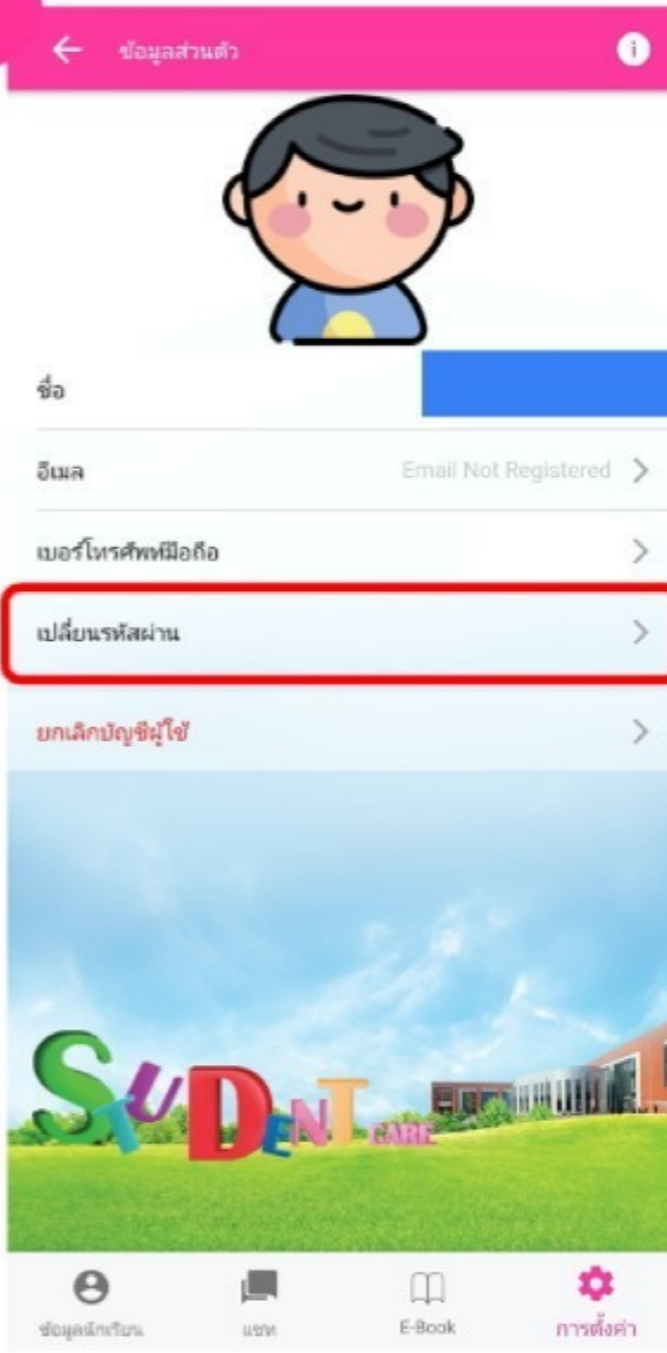 ข้อมูลส่วนตัว
ชื่อ
อีเมล Email Not Registered
เบอร์โทรศัพท์มือถือ
เปลี่ยนรหัสผ่าน
ยกเลิกบัญชีผู้ใช้
STUDENT CARE
ข้อมูลนักเรียน แชท E-Book การตั้งค่า